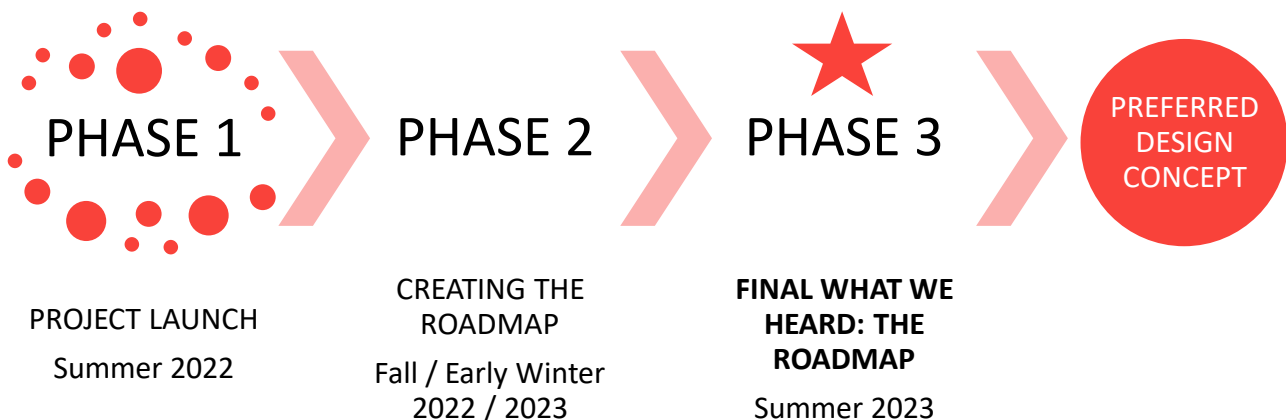 PHASE 1
PHASE 2
PHASE 3
PREFERRED
DESIGN
CONCEPT
PROJECT LAUNCH
Summer 2022
CREATING THE
ROADMAP
Fall / Early Winter
2022 / 2023
FINAL WHAT WE
HEARD: THE
ROADMAP
Summer 2023